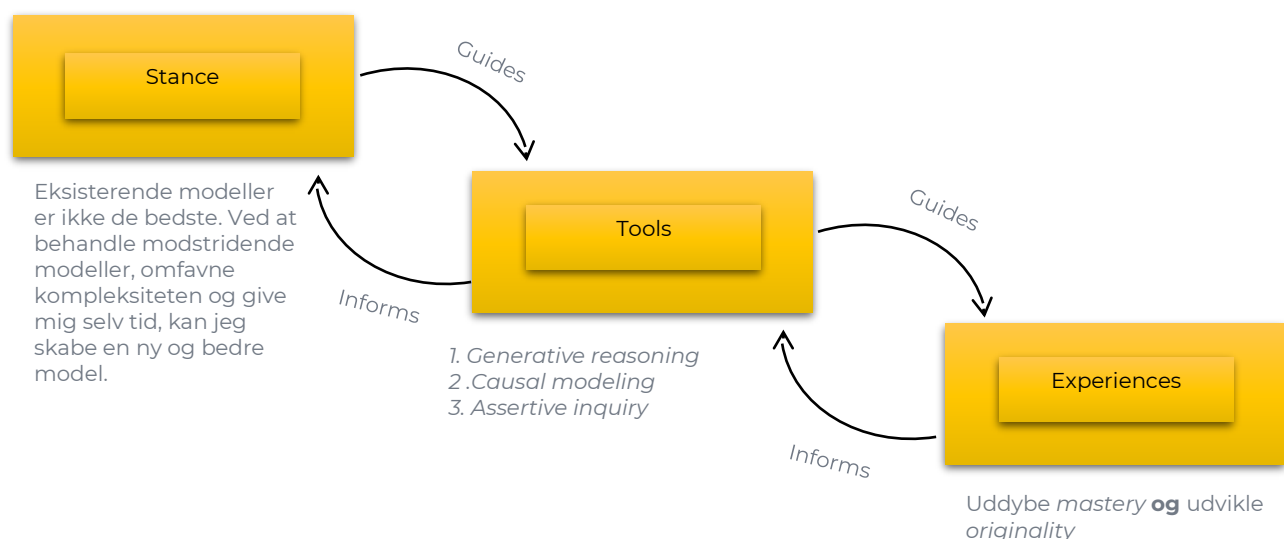 Stance
Guides
Eksisterende modeller
er ikke de bedste. Ved at
behandle modstridende
modeller, omfavne
kompleksiteten og give
mig selv tid, kan jeg
skabe en ny og bedre
model.
Informs
Tools
Guides
1. Generative reasoning
2 .Causal modeling
3. Assertive inquiry
Informs
Experiences
Uddybe mastery og udvikle
originality